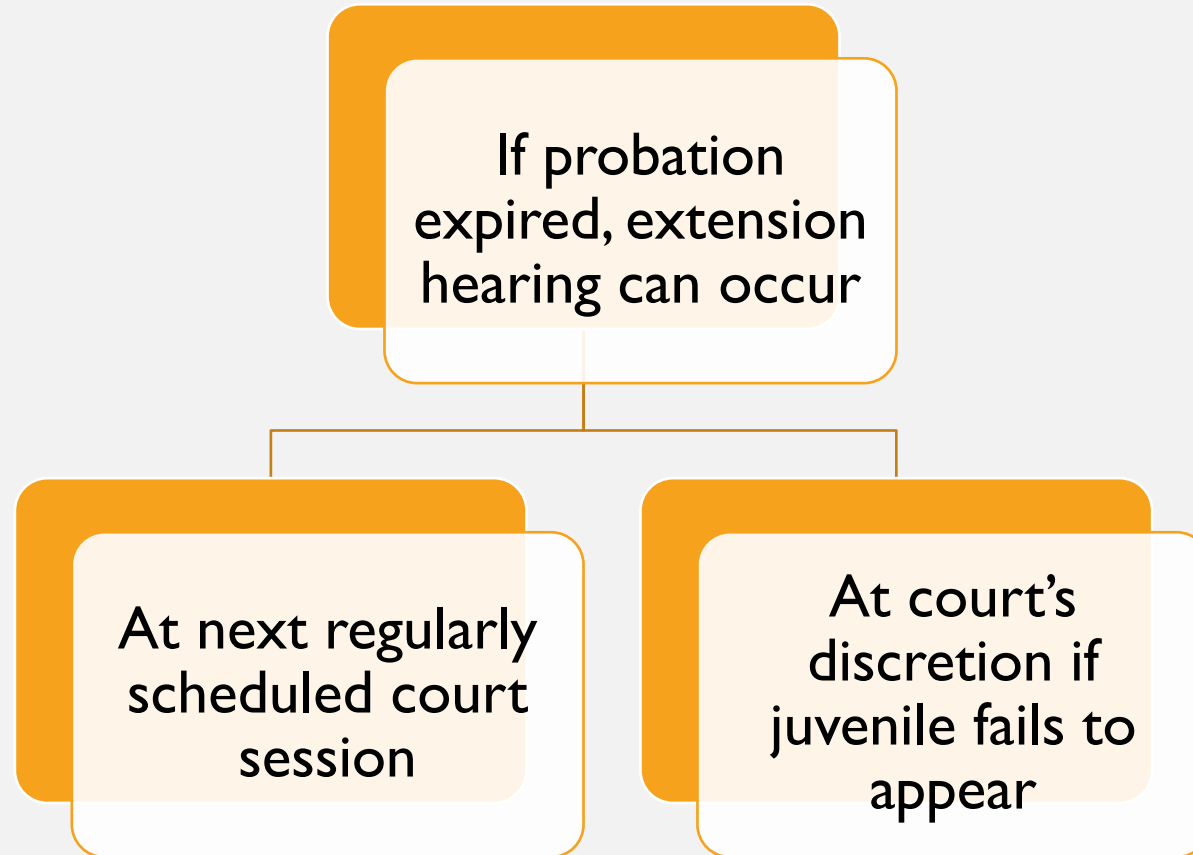 If probation
expired, extension
hearing can occur
At next regularly
scheduled court
session
At court’s
discretion if
juvenile fails to
appear